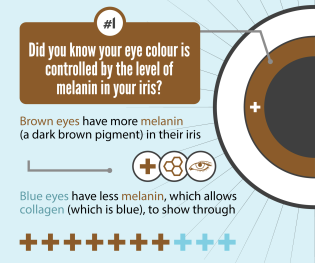 #1
Did you know your eye colour is
controlled by the level of
melanin in your iris?
Brown eyes have more melanin
(a dark brown pigment) in their iris
Blue eyes have less melanin, which allows
collagen (which is blue), to show through